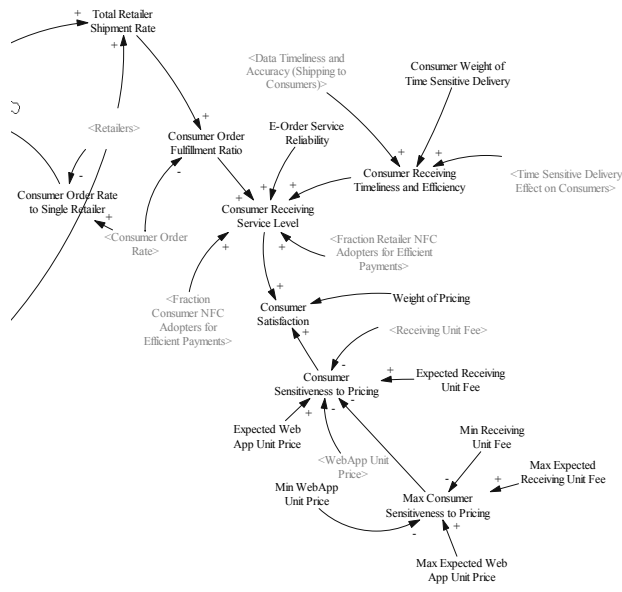 Total Retailer
Shipment Rate
+
+
<Data Timeliness and
Accuracy (Shipping to
Consumers)>
Consumer Weight of
Time Sensitive Delivery
<Retailers>
+
Consumer Order
Fulfillment Ratio
E-Order Service
Reliability
+
+
Consumer Receiving
Timeliness and Efficiency
<Time Sensitive Delivery
Effect on Consumers>
-
-
Consumer Order Rate
to Single Retailer
+
<Consumer Order
Rate>
+
+
+
Consumer Receiving
Service Level
+
+
<Fraction Retailer NFC
Adopters for Efficient
Payments>
<Fraction
Consumer NFC
Adopters for
Efficient Payments>
+
Consumer
Satisfaction
+
Weight of Pricing
<Receiving Unit Fee>
-
Consumer
Sensitiveness to Pricing
+
Expected Receiving
Unit Fee
+
-
-
Expected Web
App Unit Price
<WebApp Unit
Price>
Min Receiving
Unit Fee
Min WebApp
Unit Price
Max Expected
Receiving Unit Fee
-
+
Max Consumer
Sensitiveness to Pricing
-
+
Max Expected Web
App Unit Price